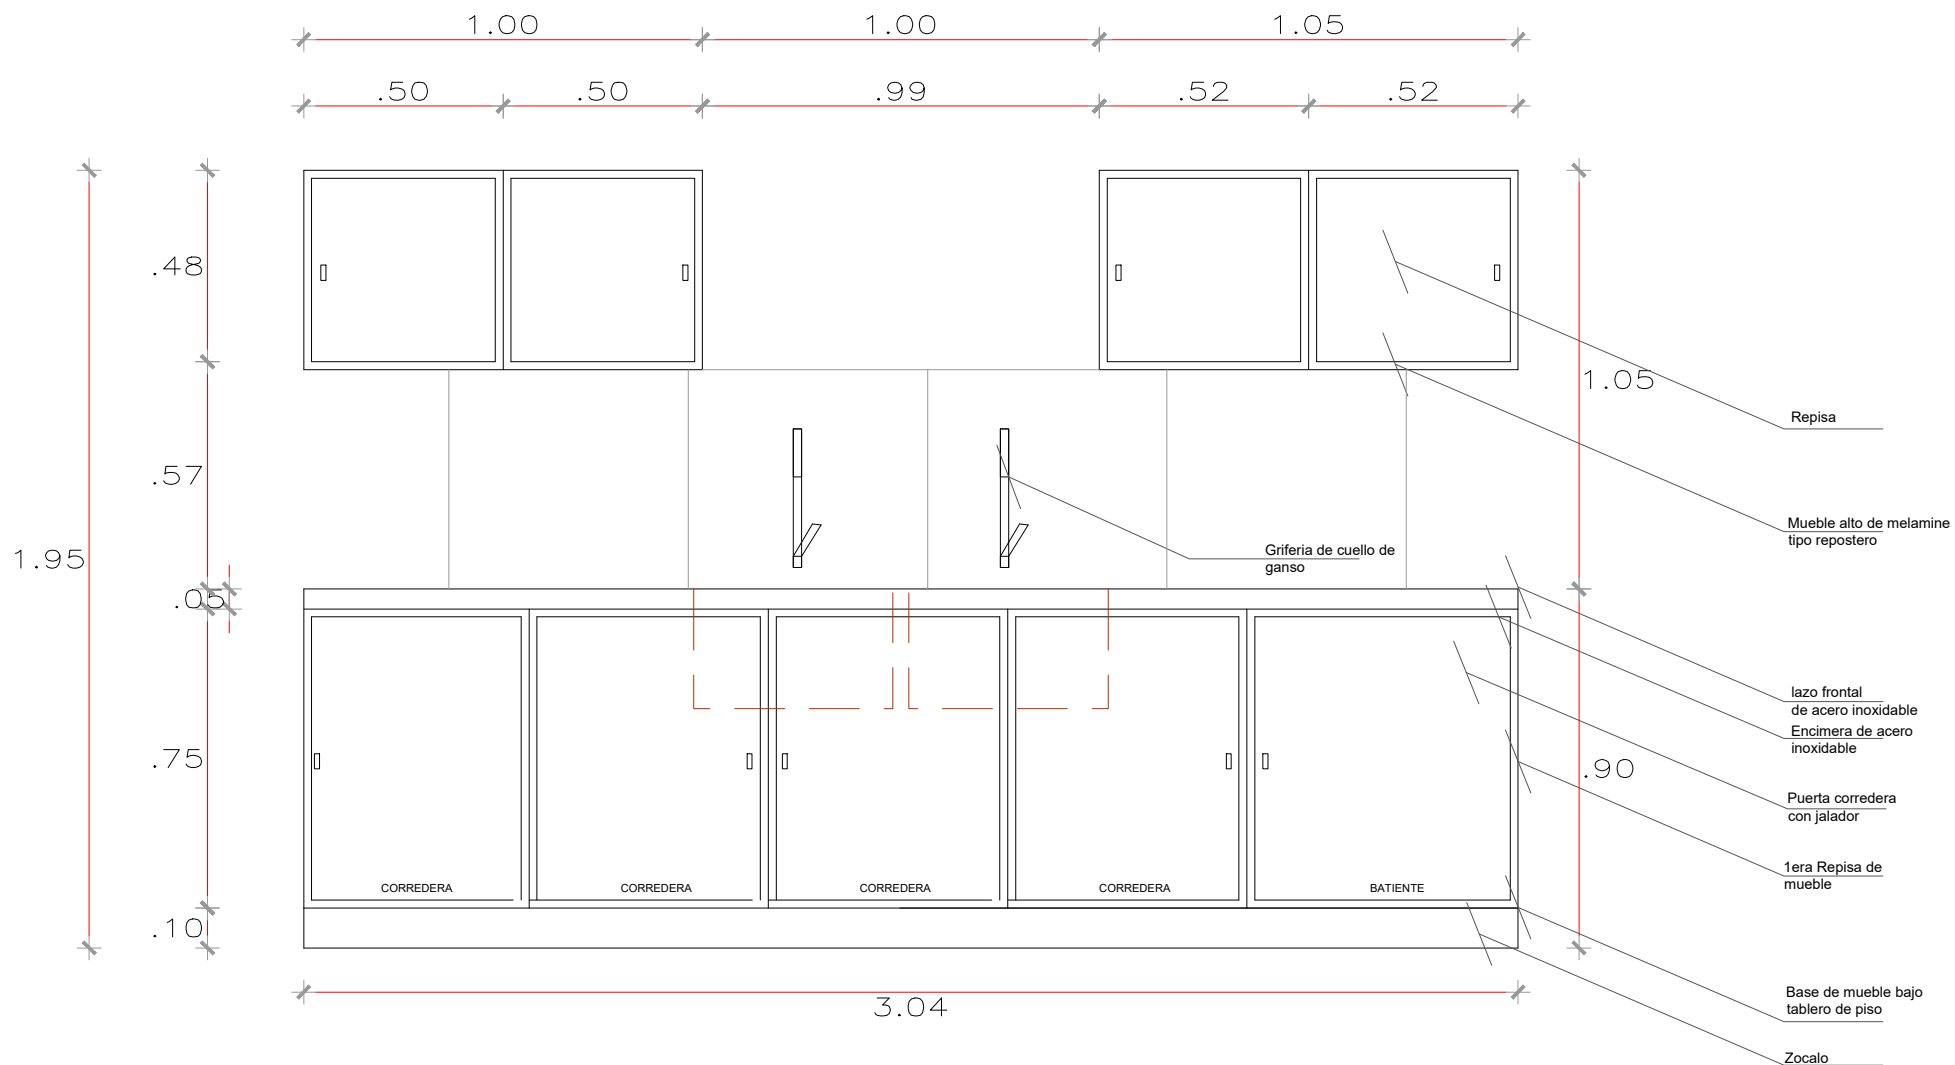 1.00
1.00
1.05
.50
.50
.99
.52
.52
.48
.57
1.95
.05
.75
.10
1.05
.90
3.04
Repisa
Mueble alto de melamine
tipo repostero
Griferia de cuello de
ganso
lazo frontal
de acero inoxidable
Encimera de acero
inoxidable
Puerta corredera
con jalador
1era Repisa de
mueble
CORREDERA
CORREDERA
CORREDERA
CORREDERA
BATIENTE
Base de mueble bajo
tablero de piso
Zocalo